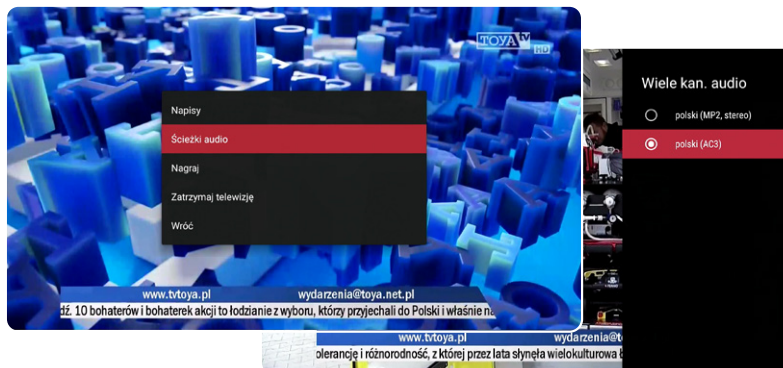 TOYA tv
HD
Napisy
Ścieżki audio
Nagraj
Zatrzymaj telewizję
Wróć
www.tvtoya.pl wydarzenia@toya.net.pl
dź. 10 bohaterów i bohaterek akcji to łodzianie z wyboru, którzy przyjechali do Polski i właśnie
Wiele kan. audio
polski (MP2, stereo)
polski (AC3)
www.tvtoya.pl wydarzenia@t
olerancję i różnorodność, z której przez lata słynęła wielokulturowa